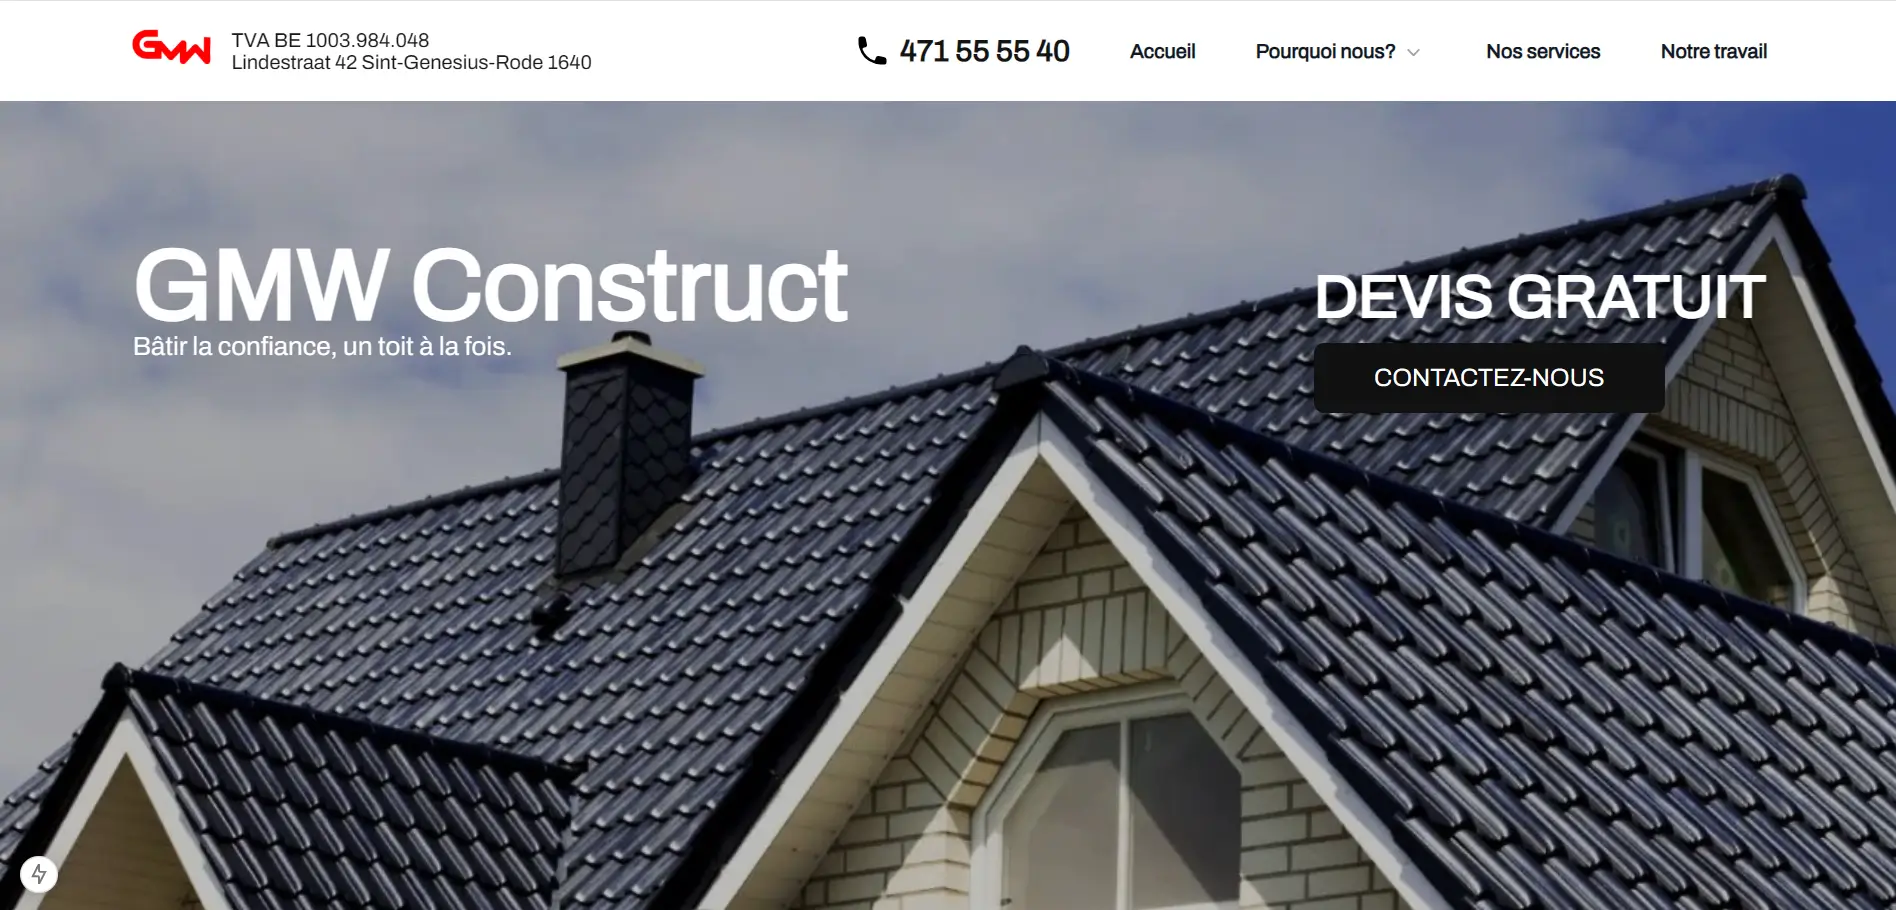 GMW
TVA BE 1003.984.048
Lindestraat 42 Sint-Genesius-Rode 1640
471 55 55 40
Accueil
Pourquoi nous?
Nos services
Notre travail
GMW Construct
Bâtir la confiance, un toit à la fois.
DEVIS GRATUIT
CONTACTEZ-NOUS